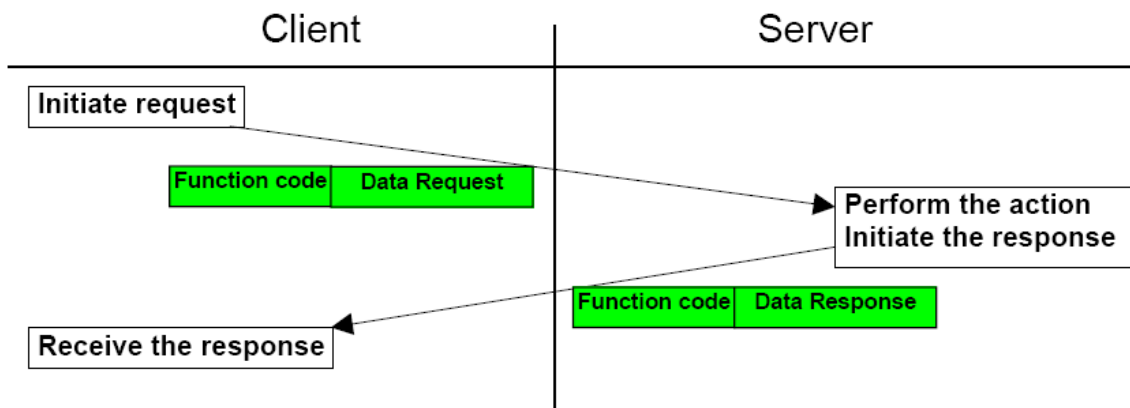 Client
Server
Initiate request
Function code Data Request
Perform the action
Initiate the response
Function code Data Response
Receive the response